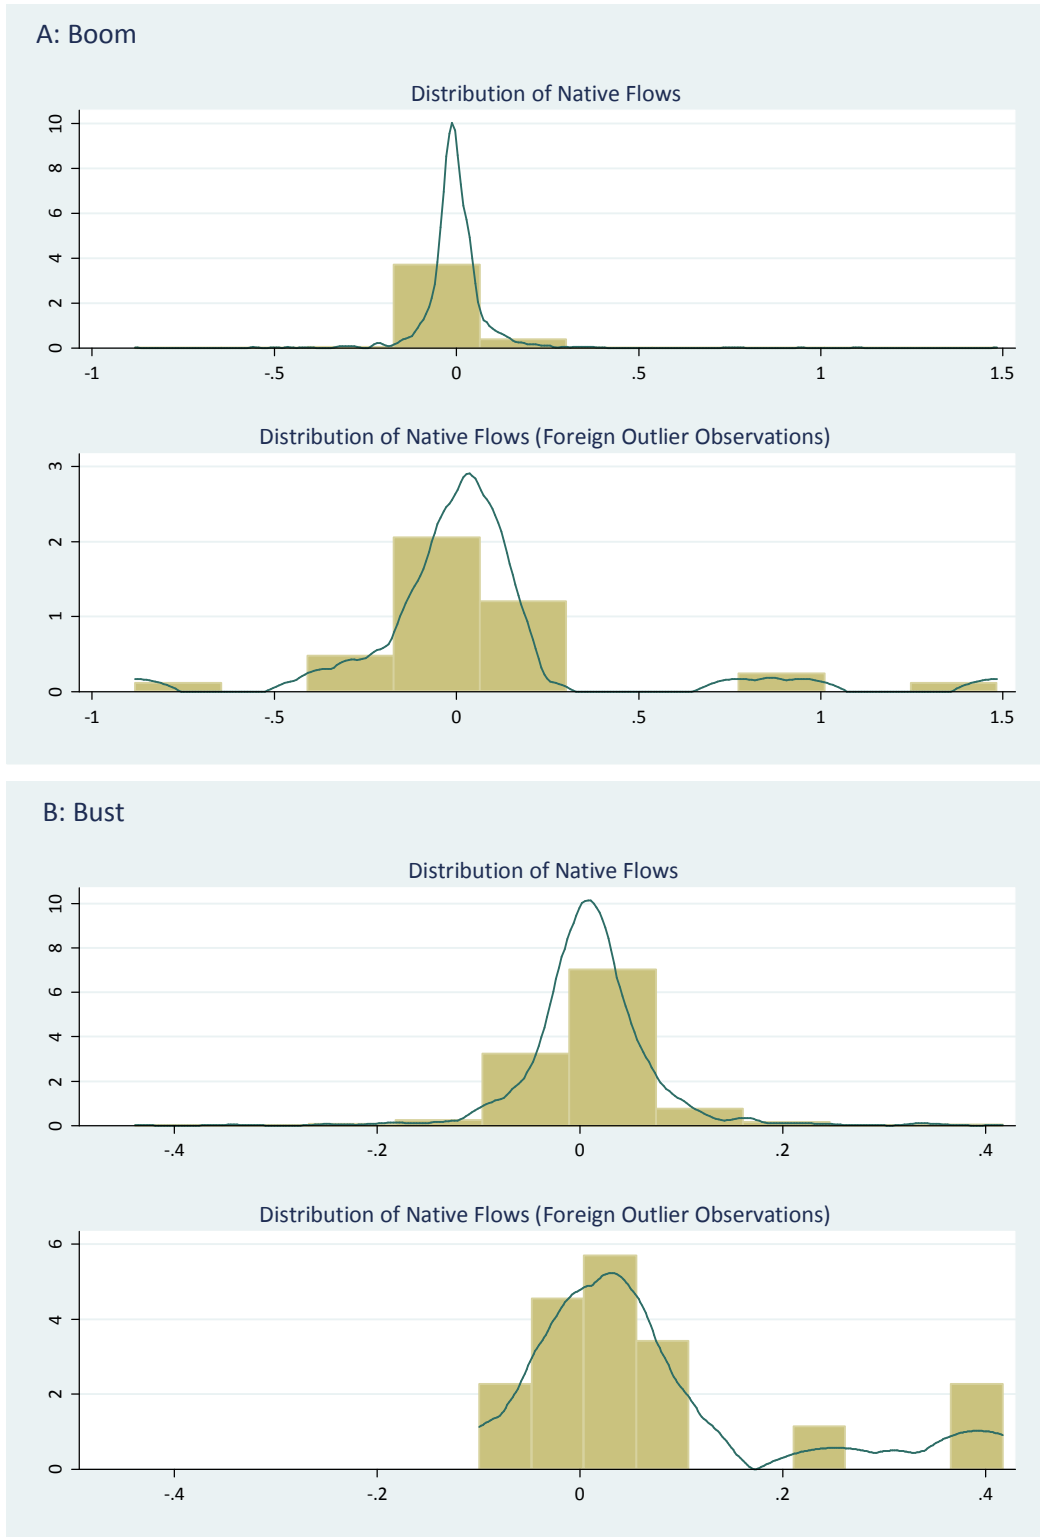 A: Boom
Distribution of Native Flows
10
8
6
4
2
0
-1 -.5 0 .5 1 1.5
Distribution of Native Flows (Foreign Outlier Observations)
3
2
1
0
-1 -.5 0 .5 1 1.5
B: Bust
Distribution of Native Flows
10
8
6
4
2
0
-.4 -.2 0 .2 .4
Distribution of Native Flows (Foreign Outlier Observations)
6
4
2
0
-.4 -.2 0 .2 .4